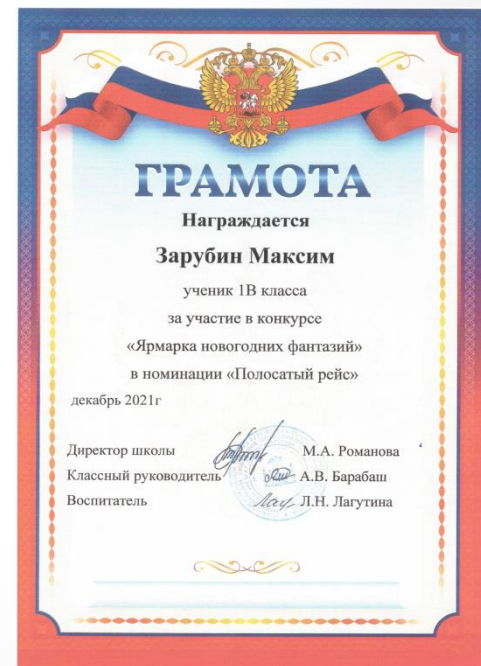 ГРАМОТА
Награждается
Зарубин Максим
ученик 1В класса
за участие в конкурсе
«Ярмарка новогодних фантазий»
в номинации «Полосатый рейс»
декабрь 2021г
Директор школы М.А. Романова
Классный руководитель А.В. Барабаш
Воспитатель Л.Н. Лагутина